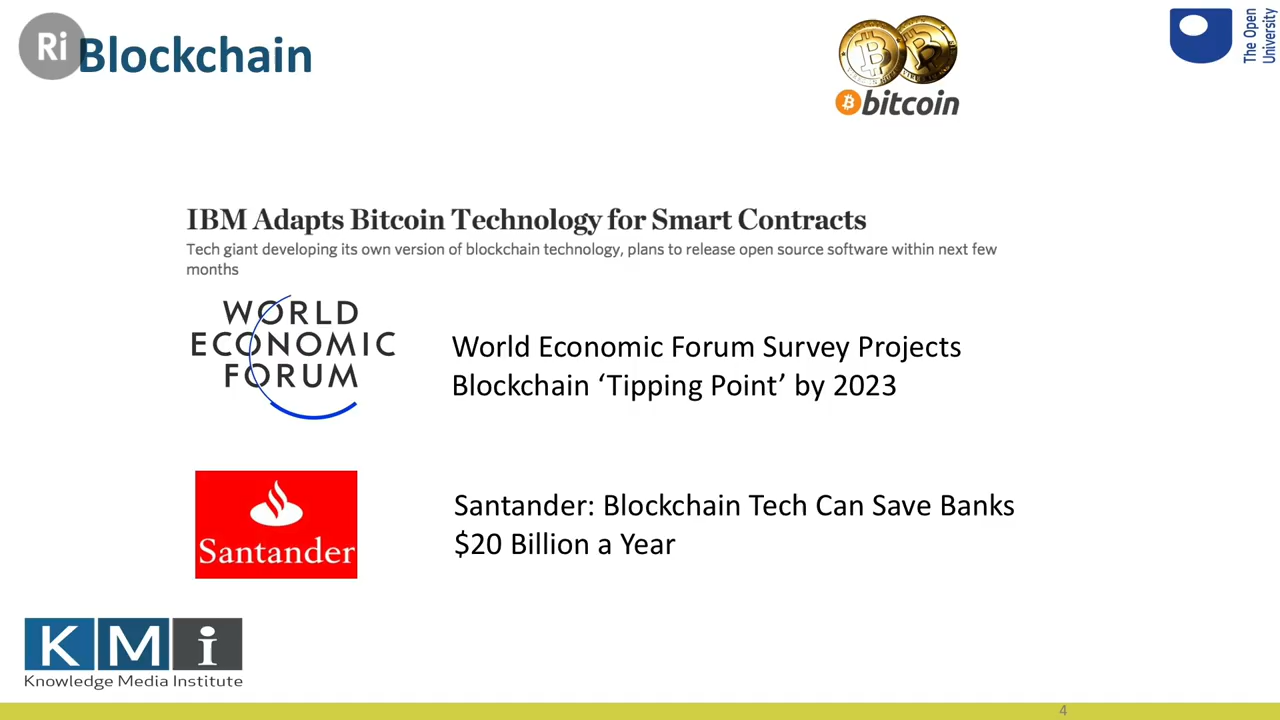 Ri
Blockchain
bitcoin
The Open
University
IBM Adapts Bitcoin Technology for Smart Contracts
Tech giant developing its own version of blockchain technology, plans to release open source software within next few
months
WORLD
ECONOMIC
FORUM
World Economic Forum Survey Projects
Blockchain ‘Tipping Point’ by 2023
Santander
Santander: Blockchain Tech Can Save Banks
$20 Billion a Year
KMi
Knowledge Media Institute
4